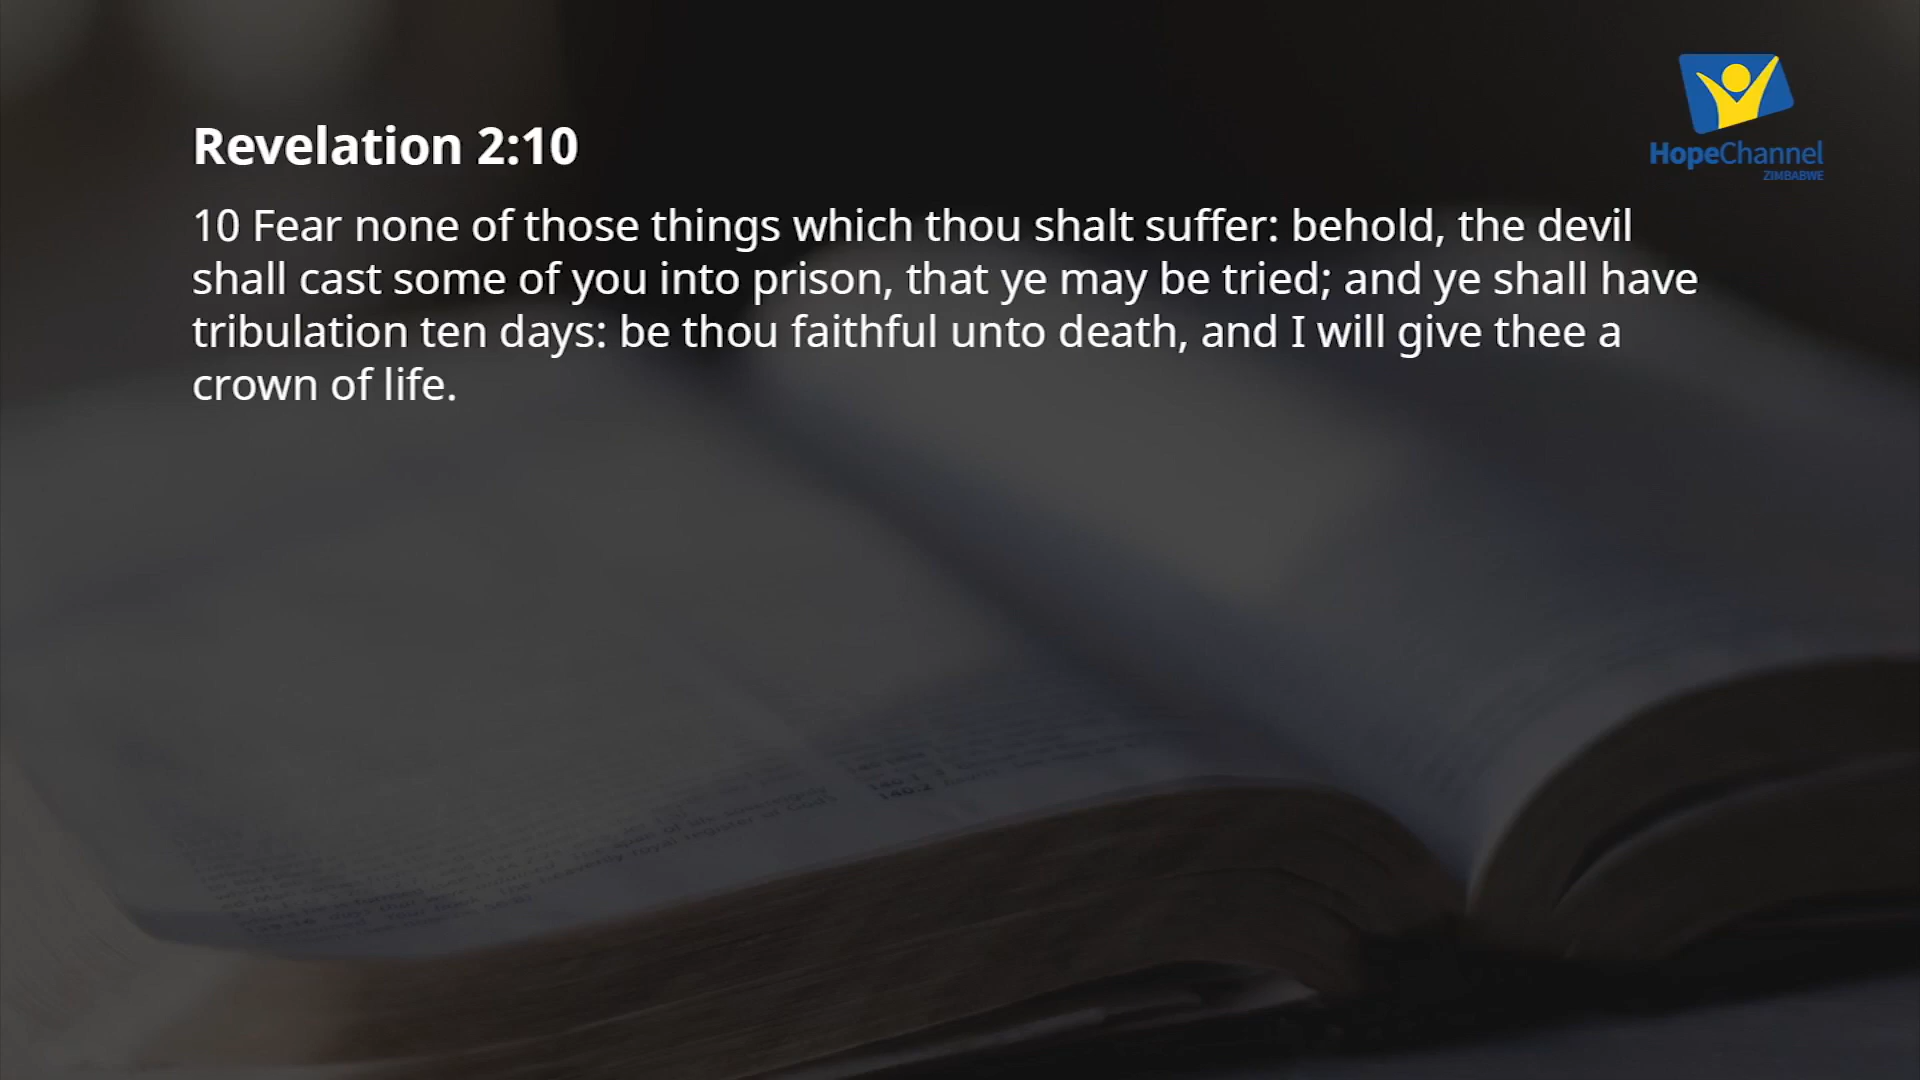 HopeChannel
ZIMBABWE
Revelation 2:10
10 Fear none of those things which thou shalt suffer: behold, the devil
shall cast some of you into prison, that ye may be tried; and ye shall have
tribulation ten days: be thou faithful unto death, and I will give thee a
crown of life.